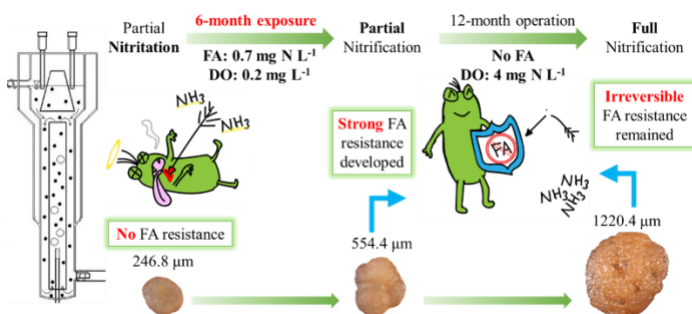 Partial
Nitritation
6-month exposure
FA: 0.7 mg N L⁻¹
DO: 0.2 mg L⁻¹
Partial
Nitrification
12-month operation
No FA
DO: 4 mg N L⁻¹
Full
Nitrification
NH₃
NH₃
Strong FA
resistance
developed
FA
NH₃
NH₃
NH₃
Irreversible
FA resistance
remained
No FA resistance
246.8 µm
554.4 µm
1220.4 µm